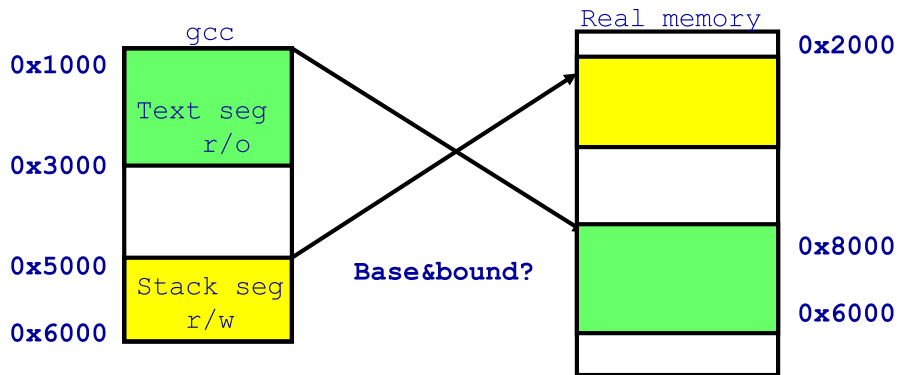 gcc
Real memory
0x1000
0x2000
Text seg
r/o
0x3000
0x5000
0x8000
Base&bound?
Stack seg
r/w
0x6000
0x6000